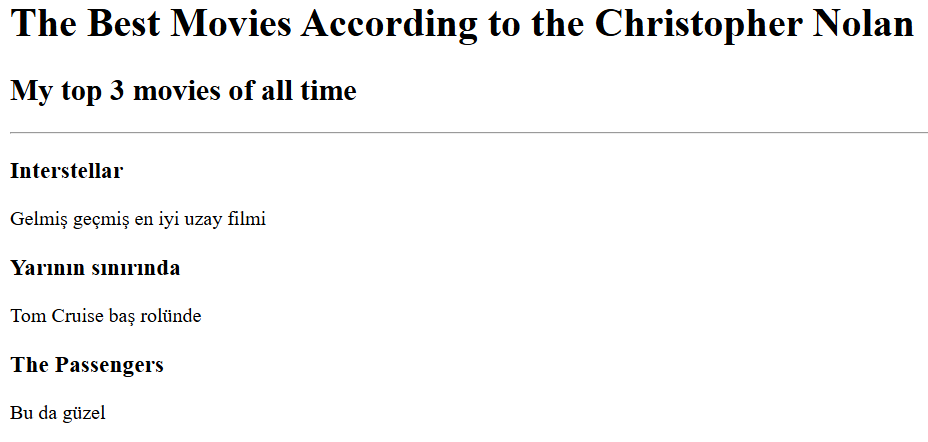 The Best Movies According to the Christopher Nolan
My top 3 movies of all time
Interstellar
Gelmiş geçmiş en iyi uzay filmi
Yarının sınırında
Tom Cruise baş rolünde
The Passengers
Bu da güzel